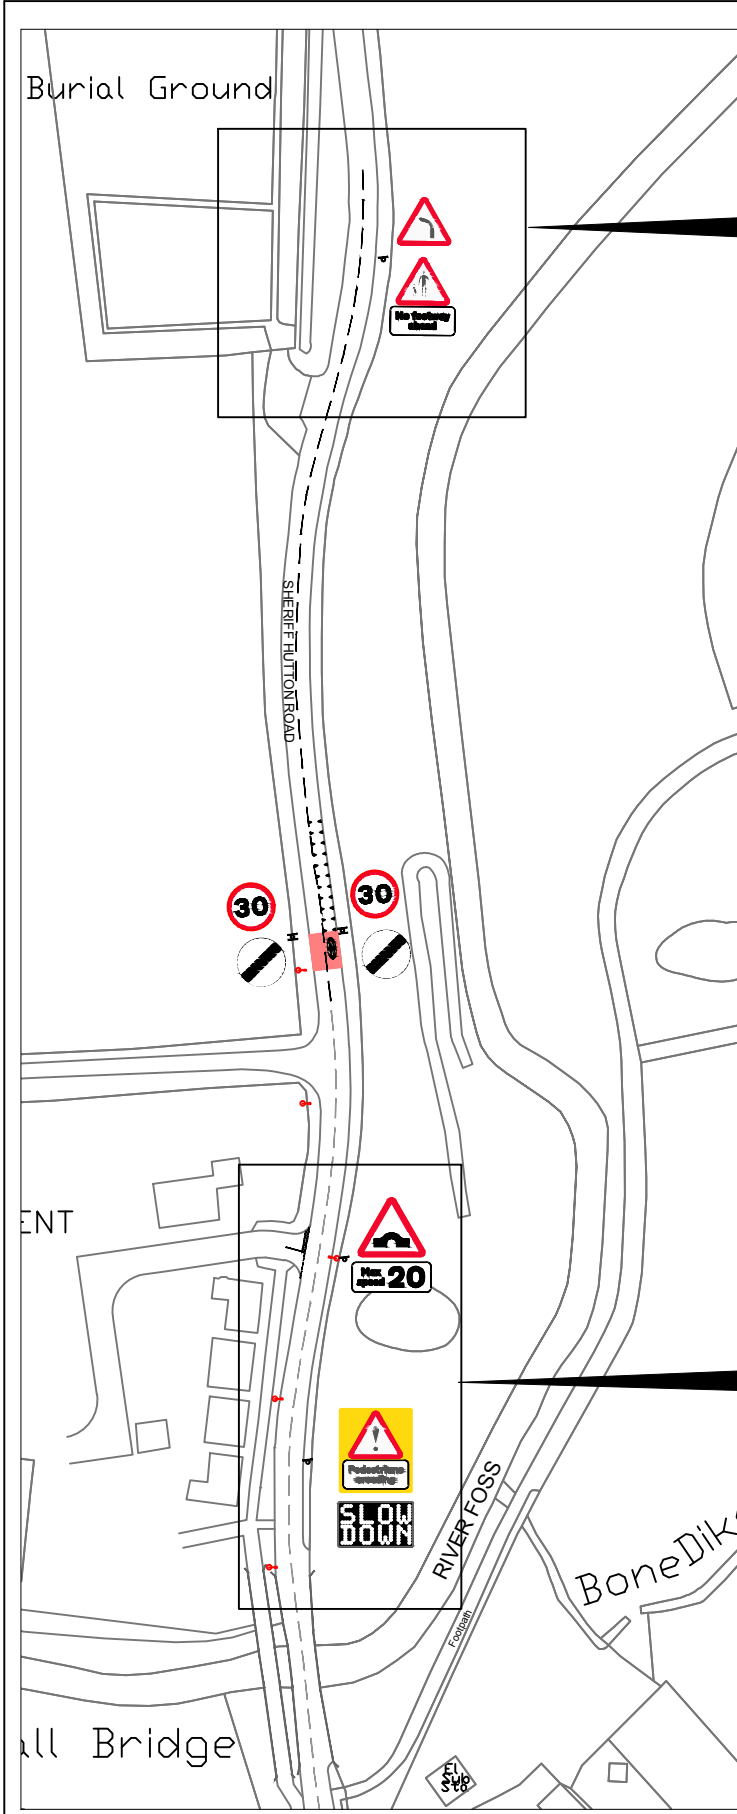 Burial Ground
No footway
ahead
SHERIFF HUTTON ROAD
30
30
ENT
Max
speed 20
Pedestrians
crossing
SLOW
DOWN
RIVER FOSS
BoneDik
Footpath
all Bridge
El
Sub
Sta